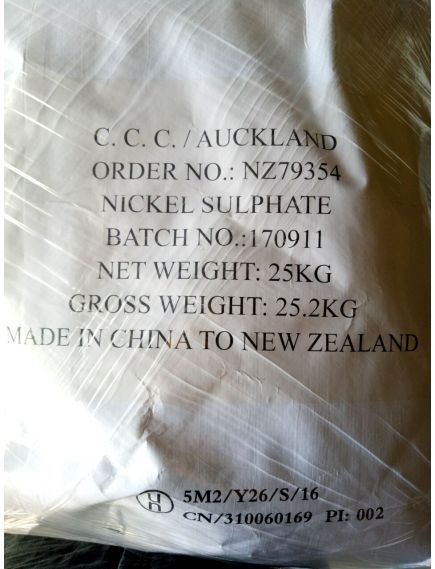 C. C. C. / AUCKLAND
ORDER NO.: NZ79354
NICKEL SULPHATE
BATCH NO.:170911
NET WEIGHT: 25KG
GROSS WEIGHT: 25.2KG
MADE IN CHINA TO NEW ZEALAND
5M2/Y26/S/16
CN/310060169 PI: 002